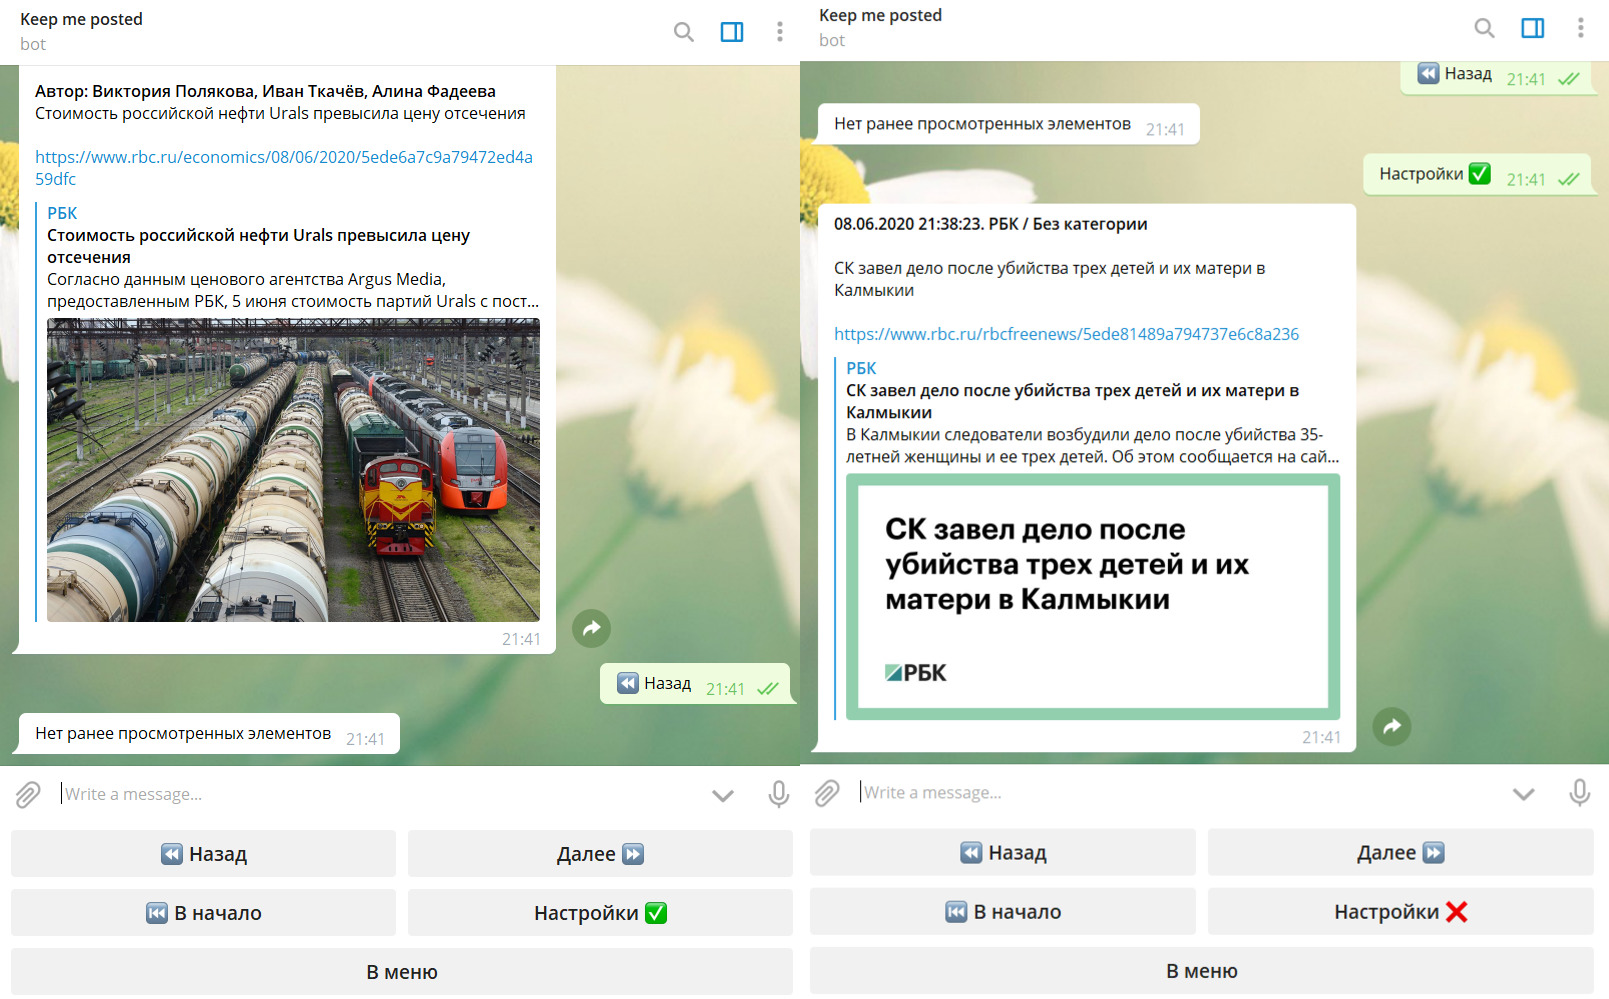 Keep me posted
bot
Автор: Виктория Полякова, Иван Ткачёв, Алина Фадеева
Стоимость российской нефти Urals превысила цену отсечения
https://www.rbc.ru/economics/08/06/2020/5ede6a7c9a79472ed4a
59dfc
РБК
Стоимость российской нефти Urals превысила цену
отсечения
Согласно данным ценового агентства Argus Media,
предоставленным РБК, 5 июня стоимость партий Urals с пост...
21:41
⏪ Назад 21:41
Нет ранее просмотренных элементов 21:41
Write a message...
⏪ Назад
Далее ⏩
⏮ В начало
Настройки ✅
В меню
Keep me posted
bot
⏪ Назад 21:41
Нет ранее просмотренных элементов 21:41
Настройки ✅ 21:41
08.06.2020 21:38:23. РБК / Без категории
СК завел дело после убийства трех детей и их матери в
Калмыкии
https://www.rbc.ru/rbcfreenews/5ede81489a794737e6c8a236
РБК
СК завел дело после убийства трех детей и их матери в
Калмыкии
В Калмыкии следователи возбудили дело после убийства 35-
летней женщины и ее трех детей. Об этом сообщается на сай...
СК завел дело после
убийства трех детей и их
матери в Калмыкии
РБК
21:41
Write a message...
⏪ Назад
Далее ⏩
⏮ В начало
Настройки ❌
В меню